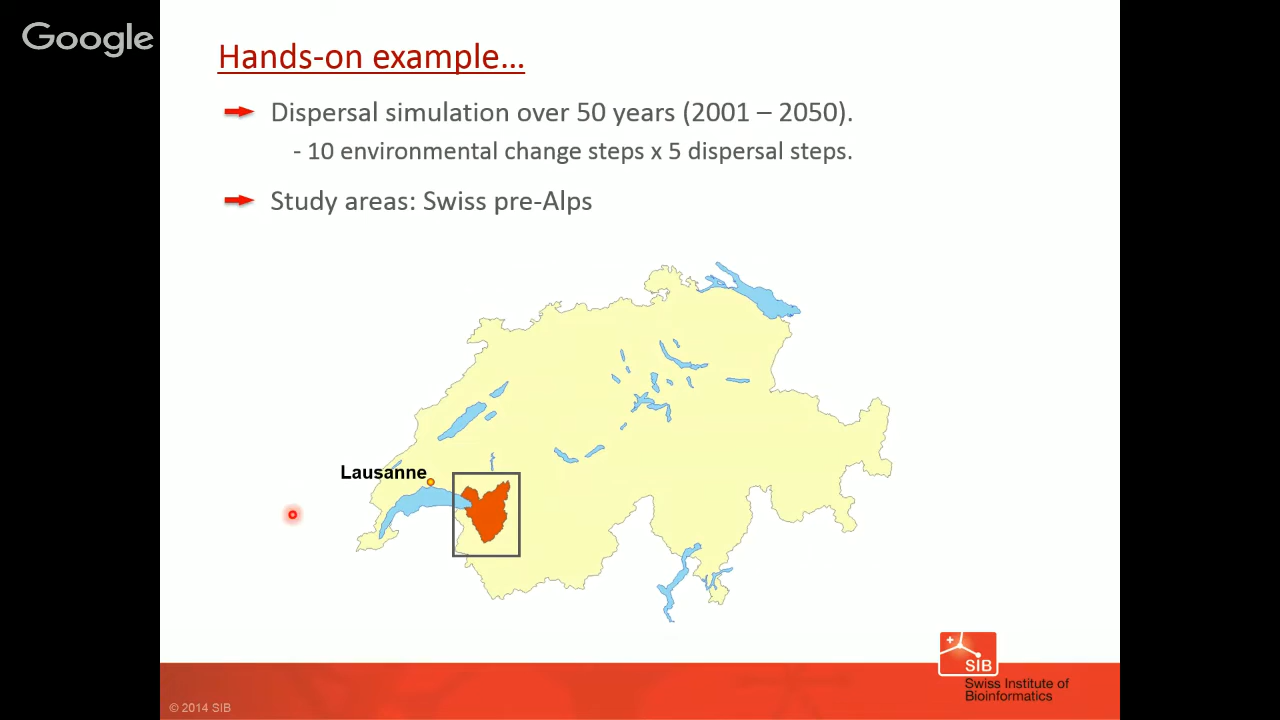 Google
Hands-on example...
Dispersal simulation over 50 years (2001 – 2050).
- 10 environmental change steps x 5 dispersal steps.
Study areas: Swiss pre-Alps
Lausanne
SIB
Swiss Institute of
Bioinformatics
© 2014 SIB